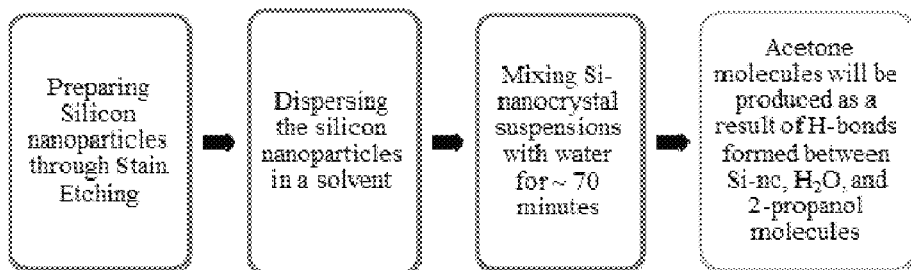 Preparing
Silicon
nanoparticles
through Stain
Etching
Dispersing
the silicon
nanoparticles
in a solvent
Mixing Si-
nanocrystal
suspensions
with water
for ~ 70
minutes
Acetone
molecules will be
produced as a
result of H-bonds
formed between
Si-nc, H₂O, and
2-propanol
molecules